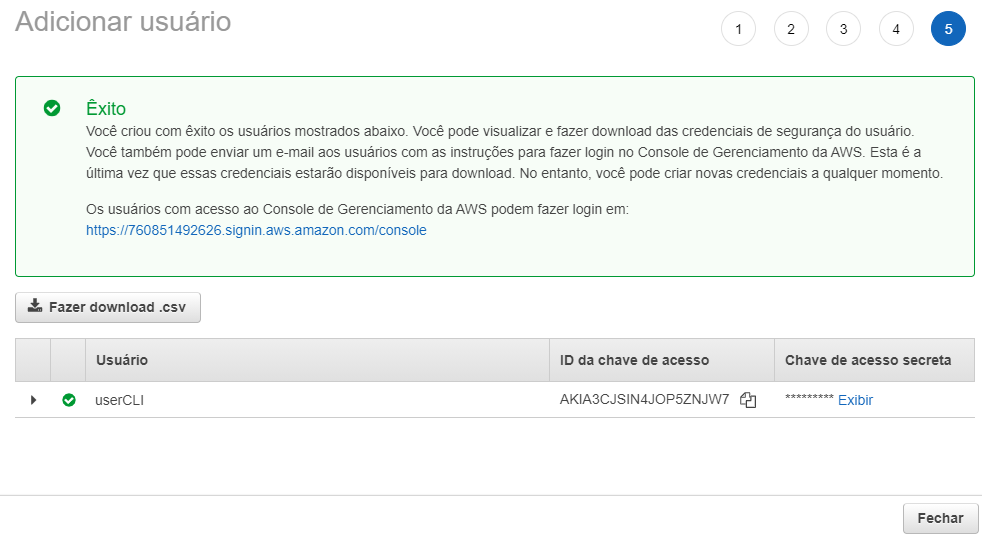 Adicionar usuário
1 2 3 4 5
Êxito
Você criou com êxito os usuários mostrados abaixo. Você pode visualizar e fazer download das credenciais de segurança do usuário.
Você também pode enviar um e-mail aos usuários com as instruções para fazer login no Console de Gerenciamento da AWS. Esta é a
última vez que essas credenciais estarão disponíveis para download. No entanto, você pode criar novas credenciais a qualquer momento.
Os usuários com acesso ao Console de Gerenciamento da AWS podem fazer login em:
https://760851492626.signin.aws.amazon.com/console
Fazer download .csv
Usuário ID da chave de acesso Chave de acesso secreta
userCLI AKIA3CJSIN4JOP5ZNJW7 ********* Exibir
Fechar